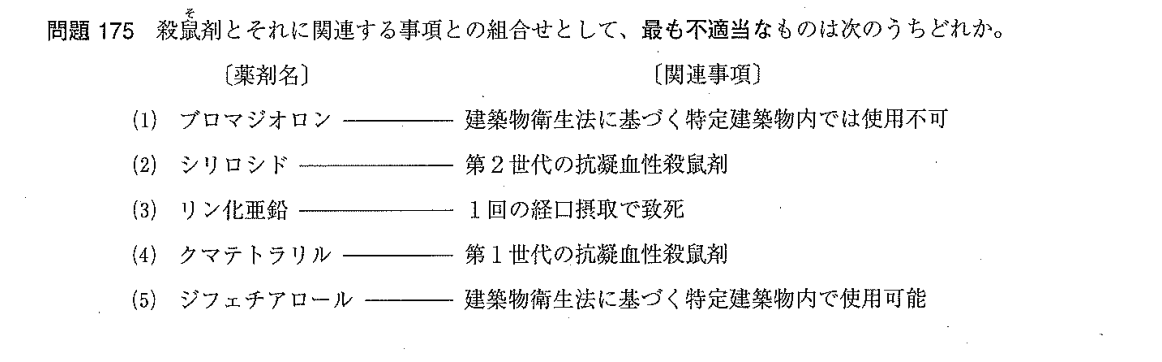 問題 175 殺鼠剤とそれに関連する事項との組合せとして、最も不適当なものは次のうちどれか。
〔薬剤名〕 〔関連事項〕
(1) ブロマジオロン ―――― 建築物衛生法に基づく特定建築物内では使用不可
(2) シリロシド ―――― 第2世代の抗凝血性殺鼠剤
(3) リン化亜鉛 ―――― 1回の経口摂取で致死
(4) クマテトラリル ―――― 第1世代の抗凝血性殺鼠剤
(5) ジフェチアロール ―――― 建築物衛生法に基づく特定建築物内で使用可能